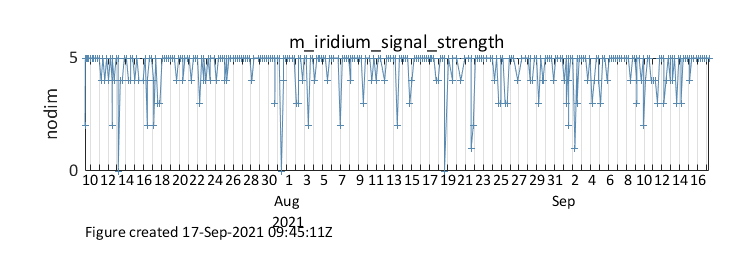 m_iridium_signal_strength
5
nodim
0
10 12 14 16 18 20 22 24 26 28 30 1 3 5 7 9 11 13 15 17 19 21 23 25 27 29 31 2 4 6 8 10 12 14 16
Aug Sep
2021
Figure created 17-Sep-2021 09:45:11Z